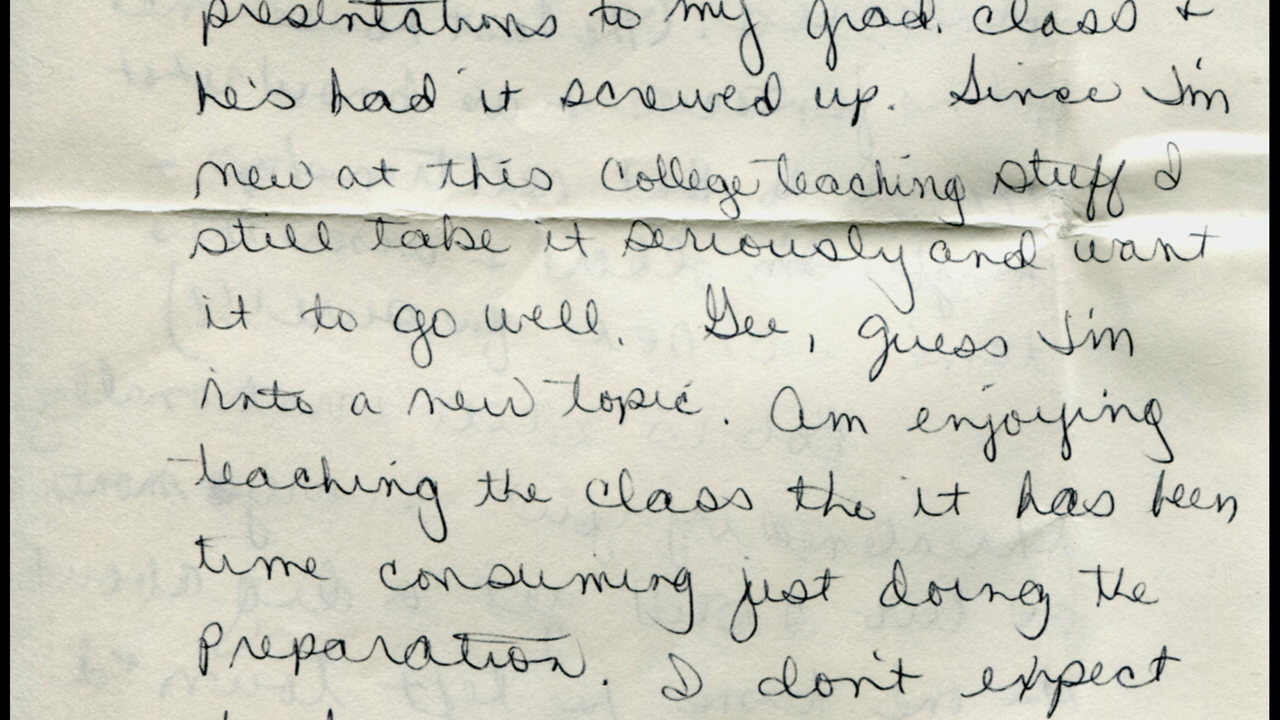 presentations to my grad. class +
he's had it screwed up. Since I'm
new at this college teaching stuff I
still take it seriously and want
it to go well. Gee, guess I'm
into a new topic. Am enjoying
teaching the class tho it has been
time consuming just doing the
preparation. I don't expect